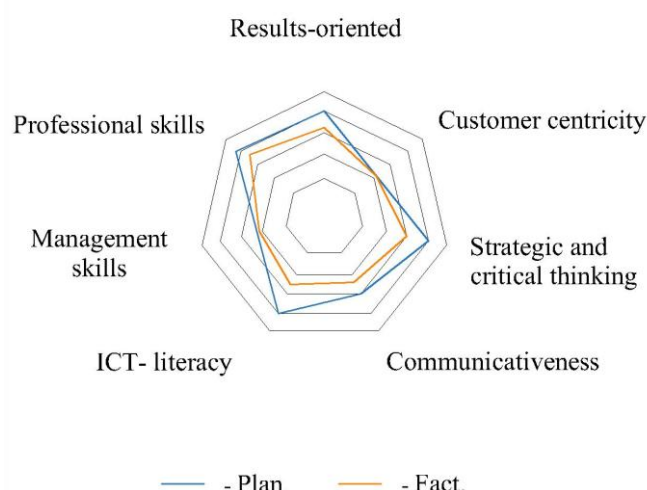 Results-oriented
Professional skills
Customer centricity
Management
skills
Strategic and
critical thinking
ICT- literacy
Communicativeness
- Plan
- Fact.